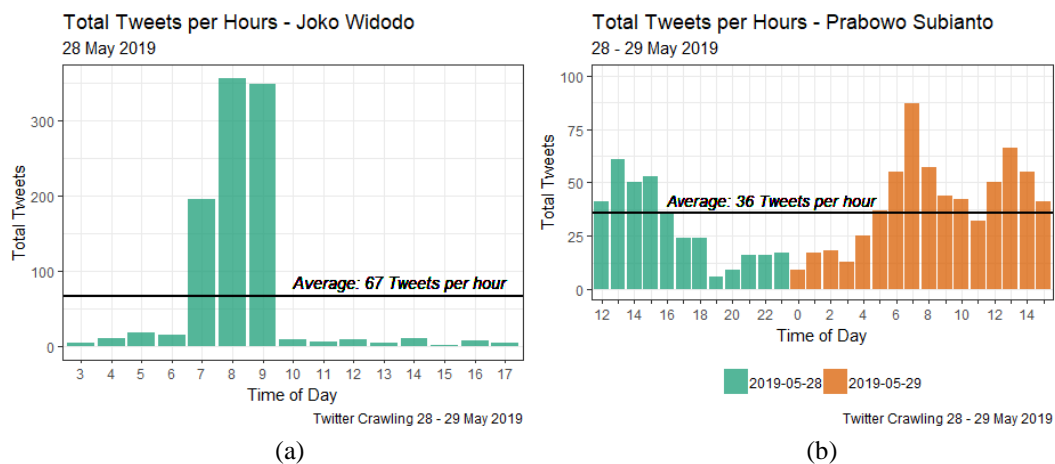 Total Tweets per Hours - Joko Widodo
28 May 2019
Total Tweets
300
200
100
0
Average: 67 Tweets per hour
3 4 5 6 7 8 9 10 11 12 13 14 15 16 17
Time of Day
Twitter Crawling 28 - 29 May 2019
(a)
Total Tweets per Hours - Prabowo Subianto
28 - 29 May 2019
Total Tweets
100
75
50
25
0
Average: 36 Tweets per hour
12 14 16 18 20 22 0 2 4 6 8 10 12 14
Time of Day
2019-05-28 2019-05-29
Twitter Crawling 28 - 29 May 2019
(b)